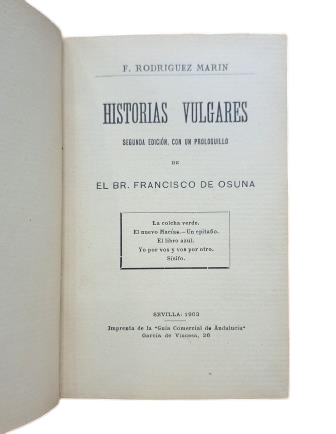 F. RODRIGUEZ MARIN
HISTORIAS VULGARES
SEGUNDA EDICIÓN, CON UN PROLOGUILLO
DE
EL BR. FRANCISCO DE OSUNA
La colcha verde.
El nuevo Macías.—Un epitafio.
El libro azul.
Yo por vos y vos por otro.
Sísifo.
SEVILLA: 1903
Imprenta de la "Guía Comercial de Andalucía"
García de Vinuesa, 26